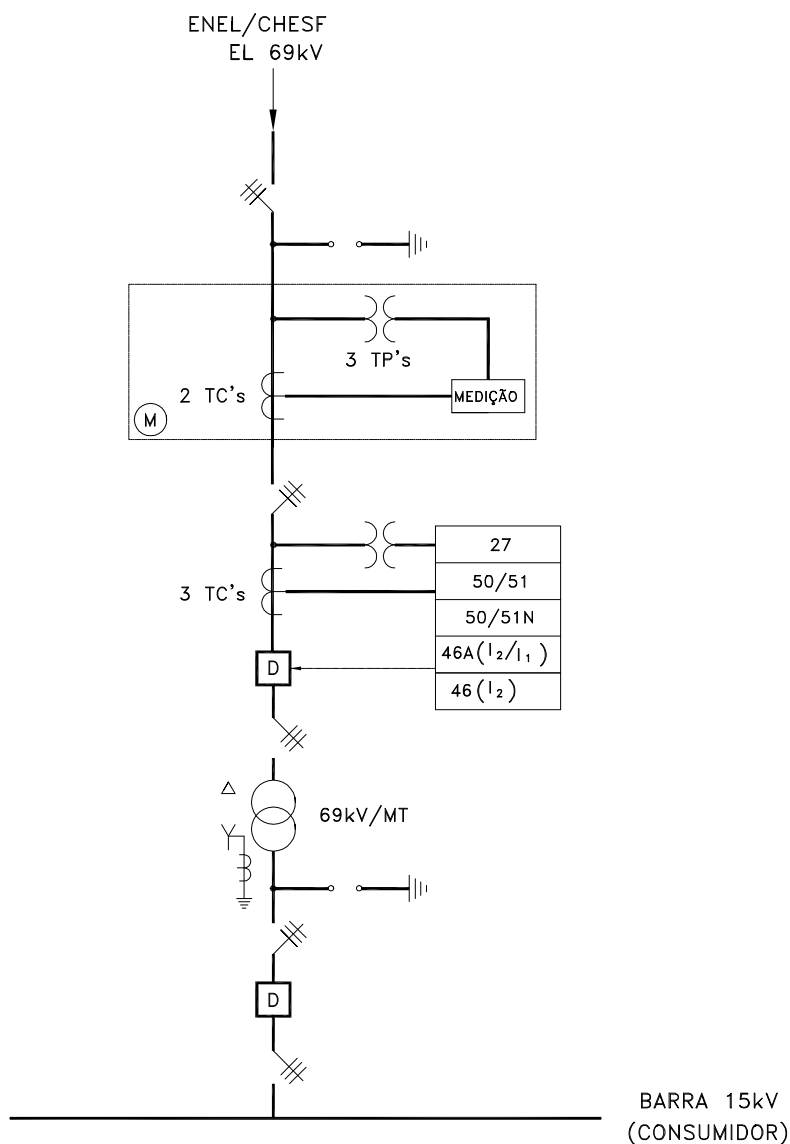 ENEL/CHESF
EL 69kV
3 TP's
2 TC's
MEDIÇÃO
M
27
50/51
3 TC's
50/51N
46A(I2/I1)
D
46(I2)
69kV/MT
D
BARRA 15kV
(CONSUMIDOR)